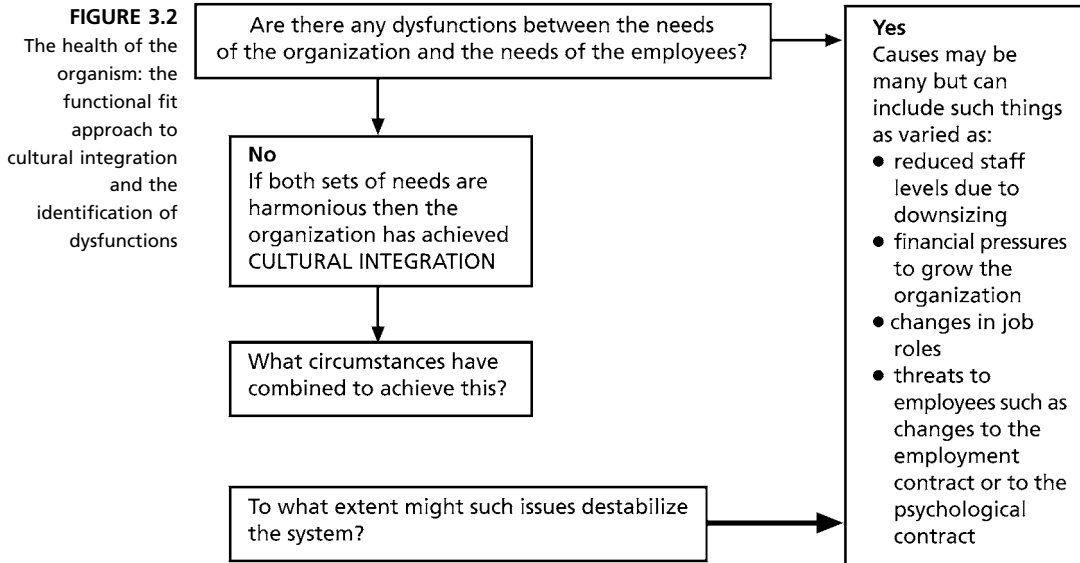 FIGURE 3.2
The health of the
organism: the
functional fit
approach to
cultural integration
and the
identification of
dysfunctions
Are there any dysfunctions between the needs
of the organization and the needs of the employees?
No
If both sets of needs are
harmonious then the
organization has achieved
CULTURAL INTEGRATION
What circumstances have
combined to achieve this?
To what extent might such issues destabilize
the system?
Yes
Causes may be
many but can
include such things
as varied as:
● reduced staff
levels due to
downsizing
● financial pressures
to grow the
organization
● changes in job
roles
● threats to
employees such as
changes to the
employment
contract or to the
psychological
contract